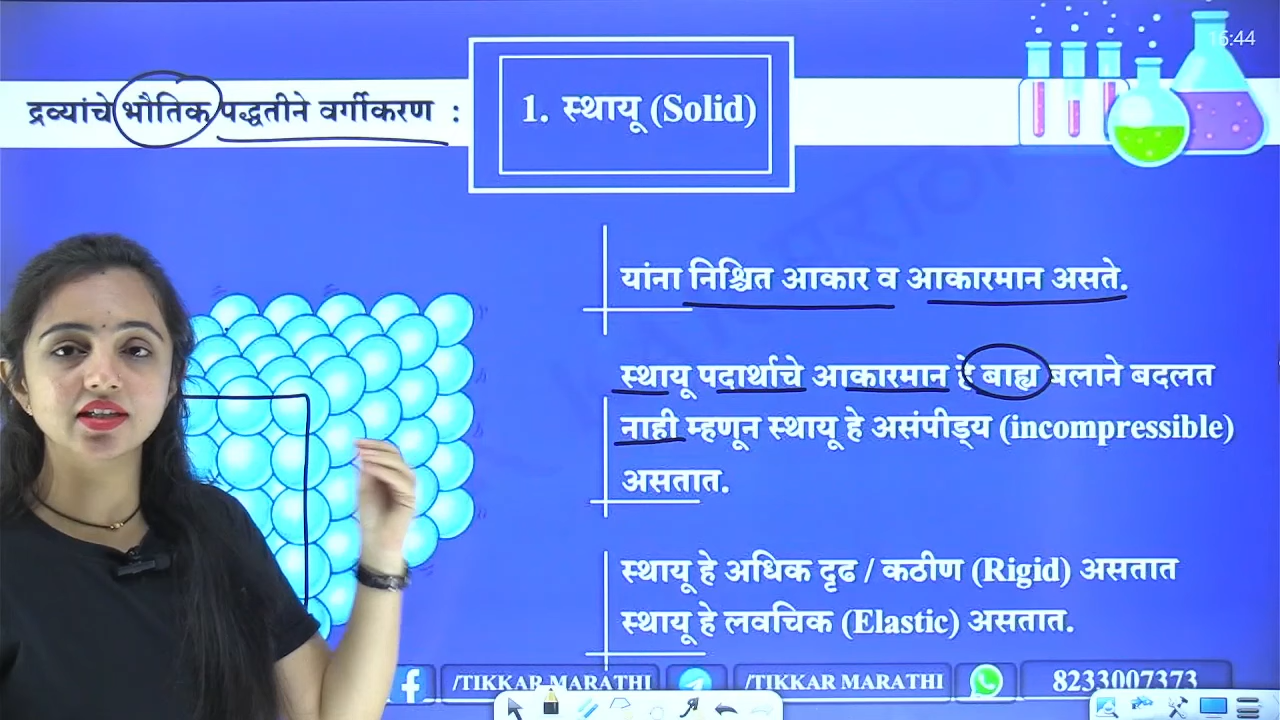 16:44
द्रव्यांचे भौतिक पद्धतीने वर्गीकरण :
1. स्थायू (Solid)
यांना निश्चित आकार व आकारमान असते.
स्थायू पदार्थाचे आकारमान हे बाह्य बलाने बदलत
नाही म्हणून स्थायू हे असंपीड्य (incompressible)
असतात.
स्थायू हे अधिक दृढ / कठीण (Rigid) असतात
स्थायू हे लवचिक (Elastic) असतात.
/TIKKAR MARATHI /TIKKAR MARATHI 8233007373